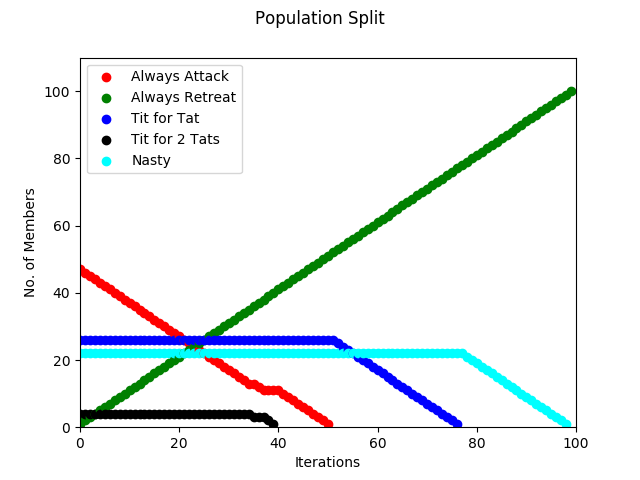 Population Split
Always Attack
Always Retreat
Tit for Tat
Tit for 2 Tats
Nasty
No. of Members
100
80
60
40
20
0
0 20 40 60 80 100
Iterations